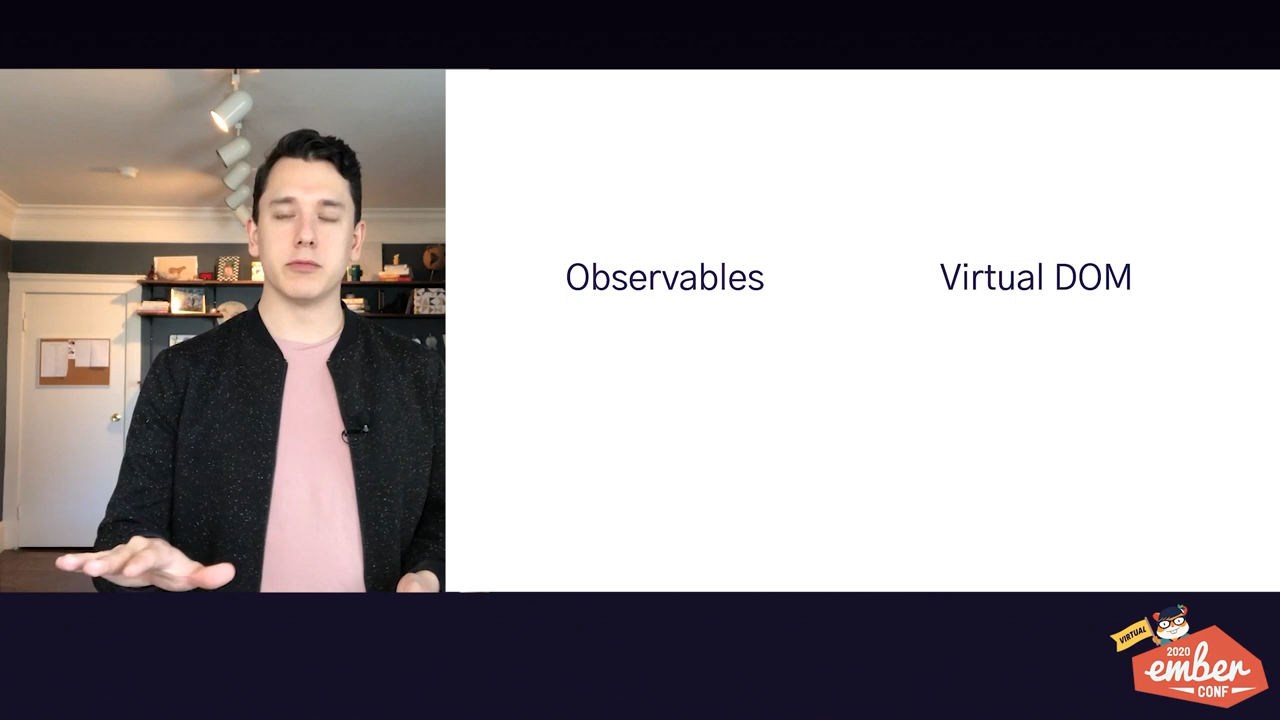 Observables
Virtual DOM
VIRTUAL
2020
ember
CONF